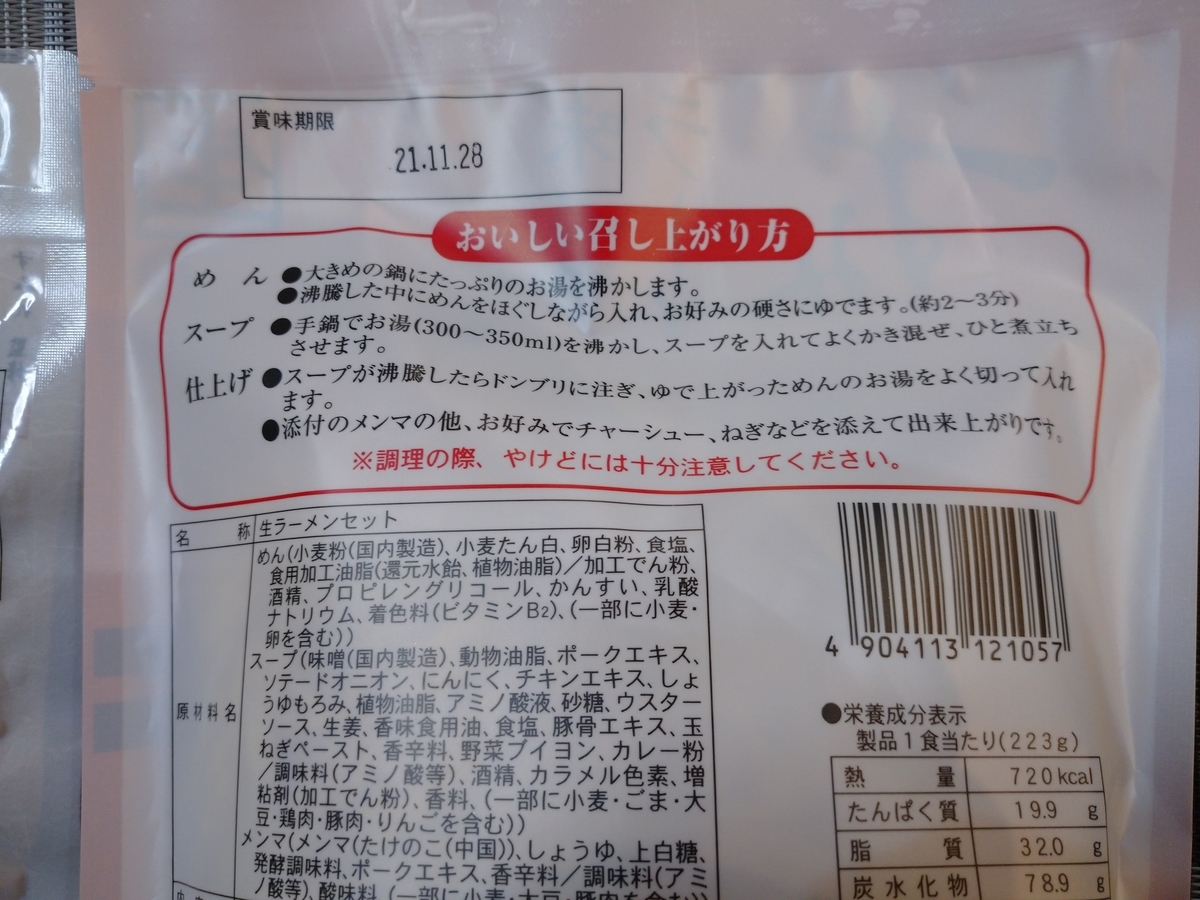 賞味期限
21.11.28
おいしい召し上がり方
めん ●大きめの鍋にたっぷりのお湯を沸かします。
●沸騰した中にめんをほぐしながら入れ、お好みの硬さにゆでます。(約2〜3分)
スープ ●手鍋でお湯(300〜350ml)を沸かし、スープを入れてよくかき混ぜ、ひと煮立ち
させます。
仕上げ ●スープが沸騰したらドンブリに注ぎ、ゆで上がっためんのお湯をよく切って入れ
ます。
●添付のメンマの他、お好みでチャーシュー、ねぎなどを添えて出来上がりです。
※調理の際、やけどには十分注意してください。
名称 生ラーメンセット
原材料名
めん(小麦粉(国内製造)、小麦たん白、卵白粉、食塩、
食用加工油脂(還元水飴、植物油脂)/加工でん粉、
酒精、プロピレングリコール、かんすい、乳酸
ナトリウム、着色料(ビタミンB2)、(一部に小麦・
卵を含む))
スープ(味噌(国内製造)、動物油脂、ポークエキス、
ソテードオニオン、にんにく、チキンエキス、しょ
うゆもろみ、植物油脂、アミノ酸液、砂糖、ウスター
ソース、生姜、香味食用油、食塩、豚骨エキス、玉
ねぎペースト、香辛料、野菜ブイヨン、カレー粉
/調味料(アミノ酸等)、酒精、カラメル色素、増
粘剤(加工でん粉)、香料、(一部に小麦・ごま・大
豆・鶏肉・豚肉・りんごを含む))
メンマ(メンマ(たけのこ(中国))、しょうゆ、上白糖、
発酵調味料、ポークエキス、香辛料/調味料(アミ
ノ酸等)、酸味料、(一部に小麦・大豆・豚肉を含む))
4 904113 121057
●栄養成分表示
製品1食当たり(223g)
熱量 720kcal
たんぱく質 19.9 g
脂質 32.0 g
炭水化物 78.9 g